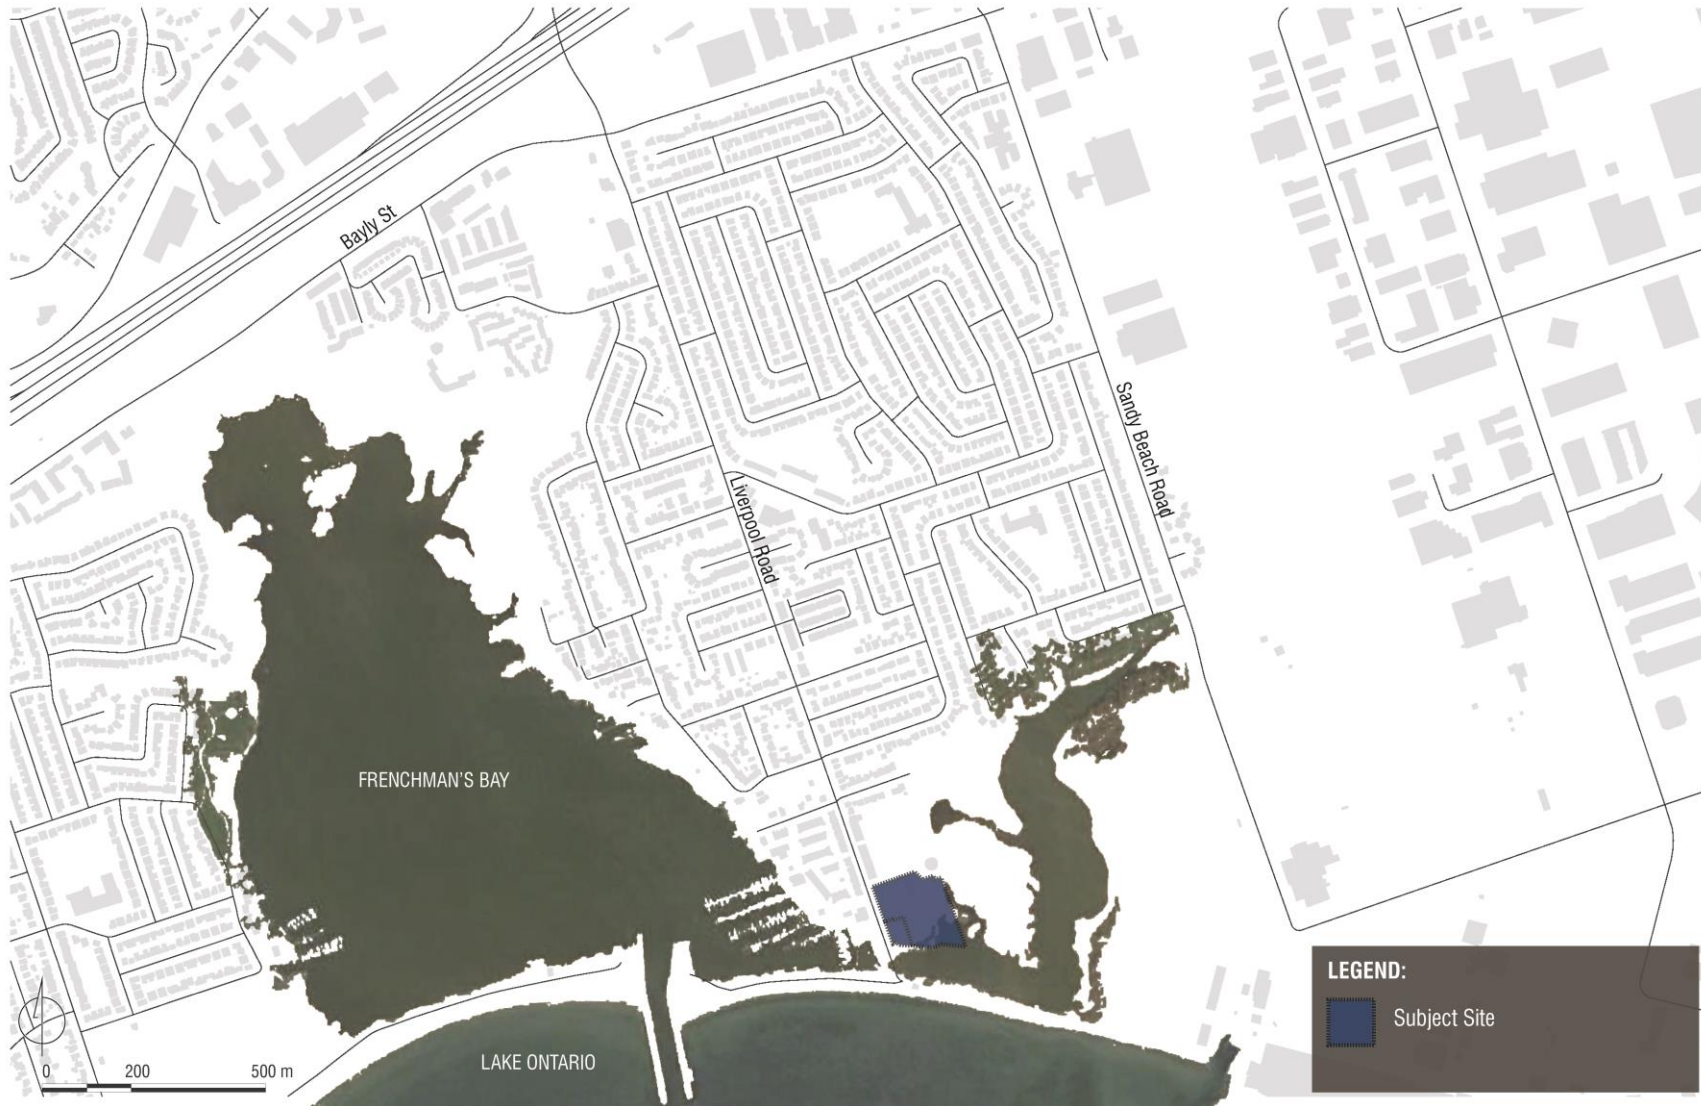 Bayly St
Sandy Beach Road
Liverpool Road
FRENCHMAN'S BAY
LAKE ONTARIO
0 200 500 m
LEGEND:
Subject Site